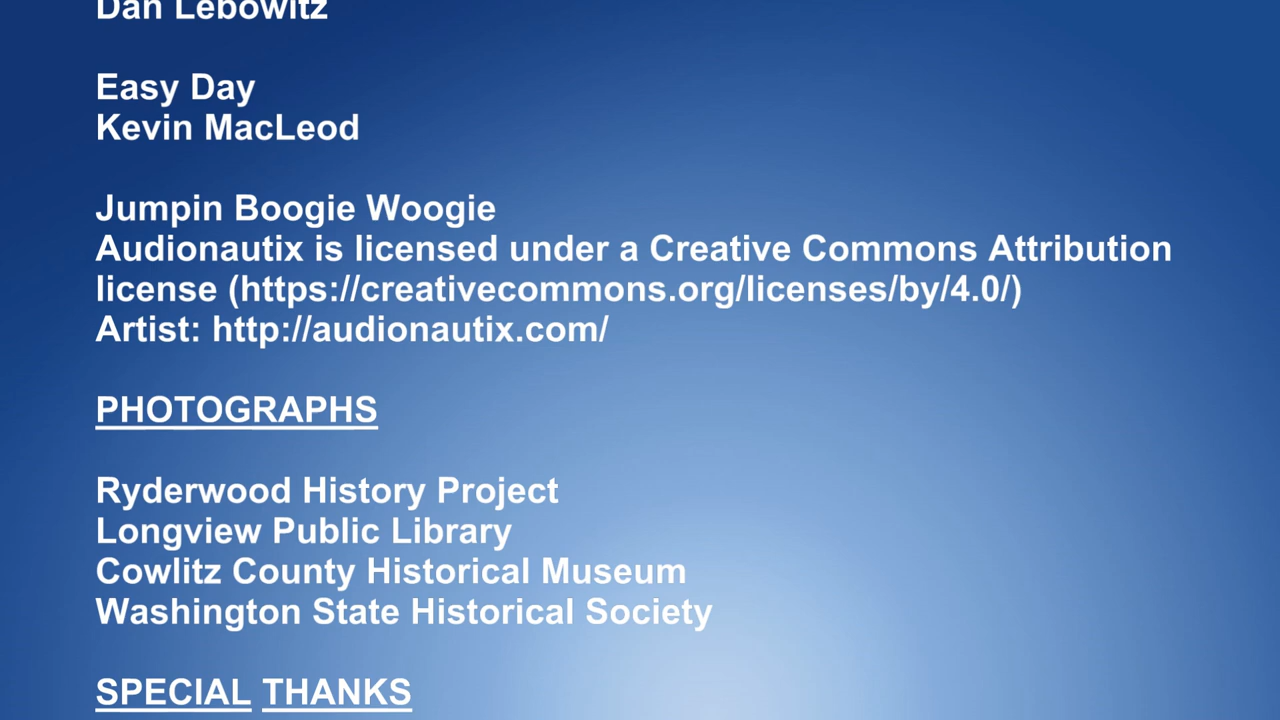 Dan Lebowitz
Easy Day
Kevin MacLeod
Jumpin Boogie Woogie
Audionautix is licensed under a Creative Commons Attribution
license (https://creativecommons.org/licenses/by/4.0/)
Artist: http://audionautix.com/
PHOTOGRAPHS
Ryderwood History Project
Longview Public Library
Cowlitz County Historical Museum
Washington State Historical Society
SPECIAL THANKS